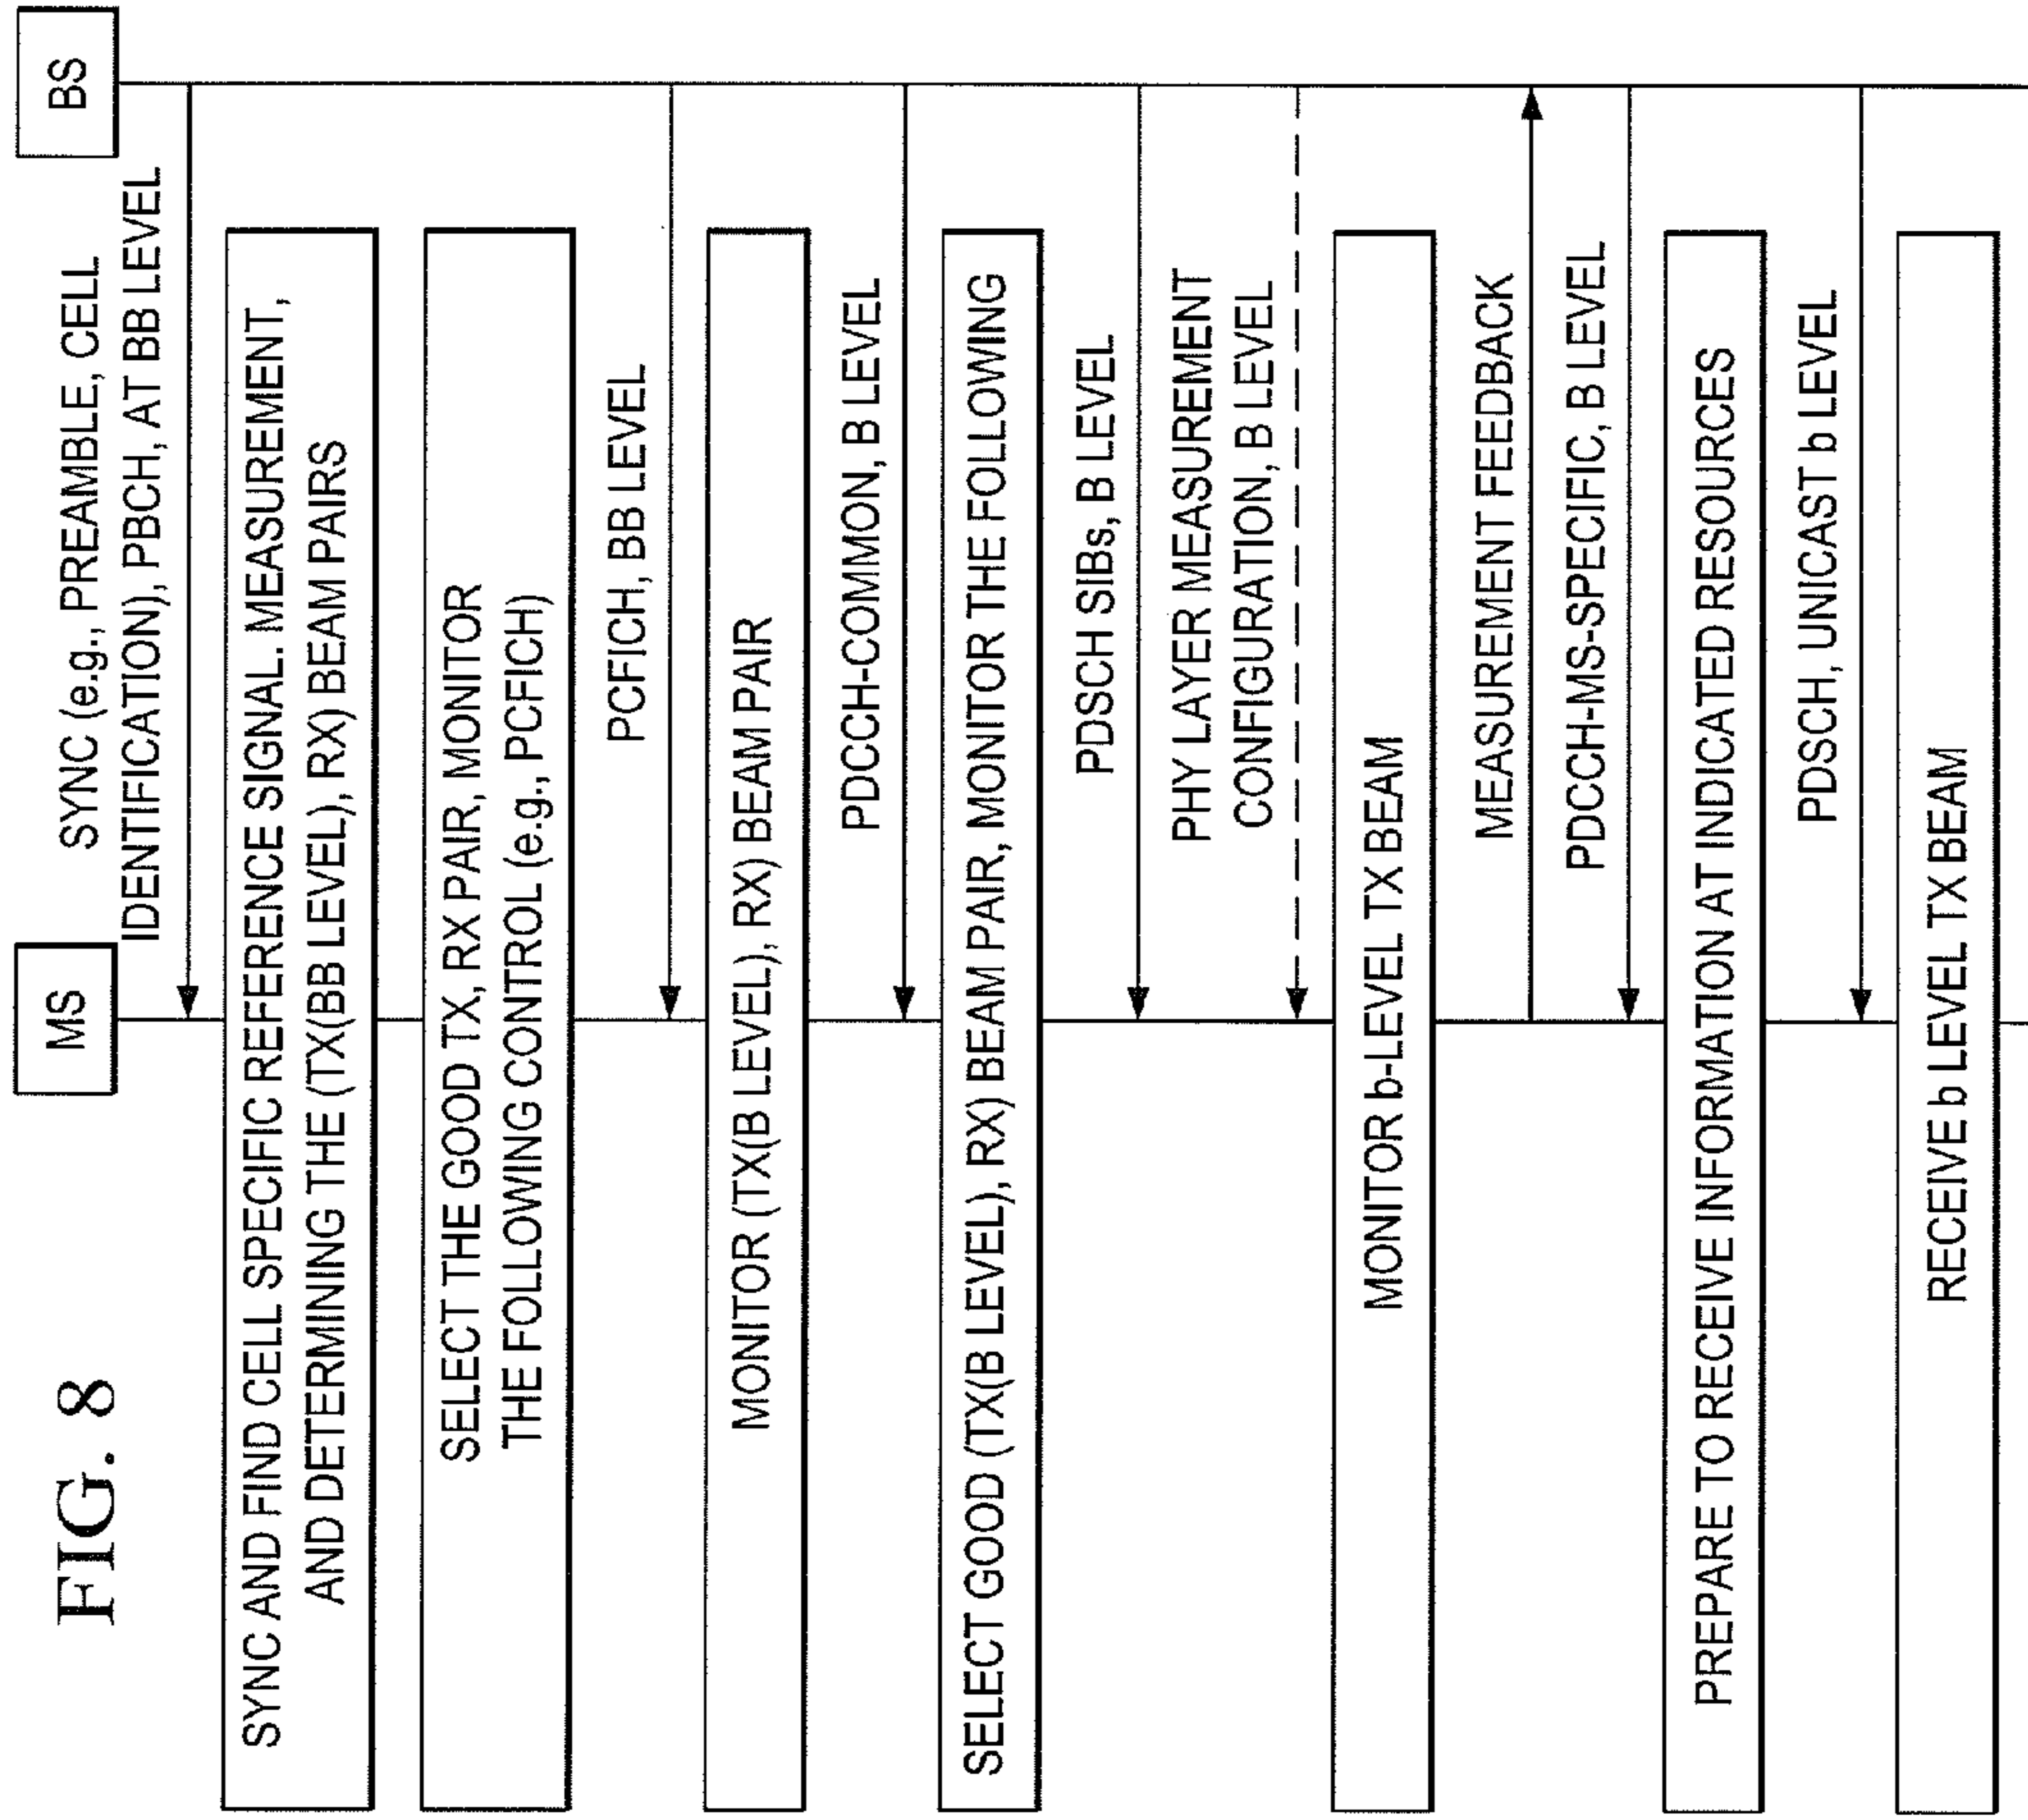 FIG. 8
MS
BS
SYNC (e.g., PREAMBLE, CELL
IDENTIFICATION), PBCH, AT BB LEVEL
SYNC AND FIND CELL SPECIFIC REFERENCE SIGNAL. MEASUREMENT,
AND DETERMINING THE (TX(BB LEVEL), RX) BEAM PAIRS
SELECT THE GOOD TX, RX PAIR, MONITOR
THE FOLLOWING CONTROL (e.g., PCFICH)
PCFICH, BB LEVEL
MONITOR (TX(B LEVEL), RX) BEAM PAIR
PDCCH-COMMON, B LEVEL
SELECT GOOD (TX(B LEVEL), RX) BEAM PAIR, MONITOR THE FOLLOWING
PDSCH SIBs, B LEVEL
PHY LAYER MEASUREMENT
CONFIGURATION, B LEVEL
MONITOR b-LEVEL TX BEAM
MEASUREMENT FEEDBACK
PDCCH-MS-SPECIFIC, B LEVEL
PREPARE TO RECEIVE INFORMATION AT INDICATED RESOURCES
PDSCH, UNICAST b LEVEL
RECEIVE b LEVEL TX BEAM